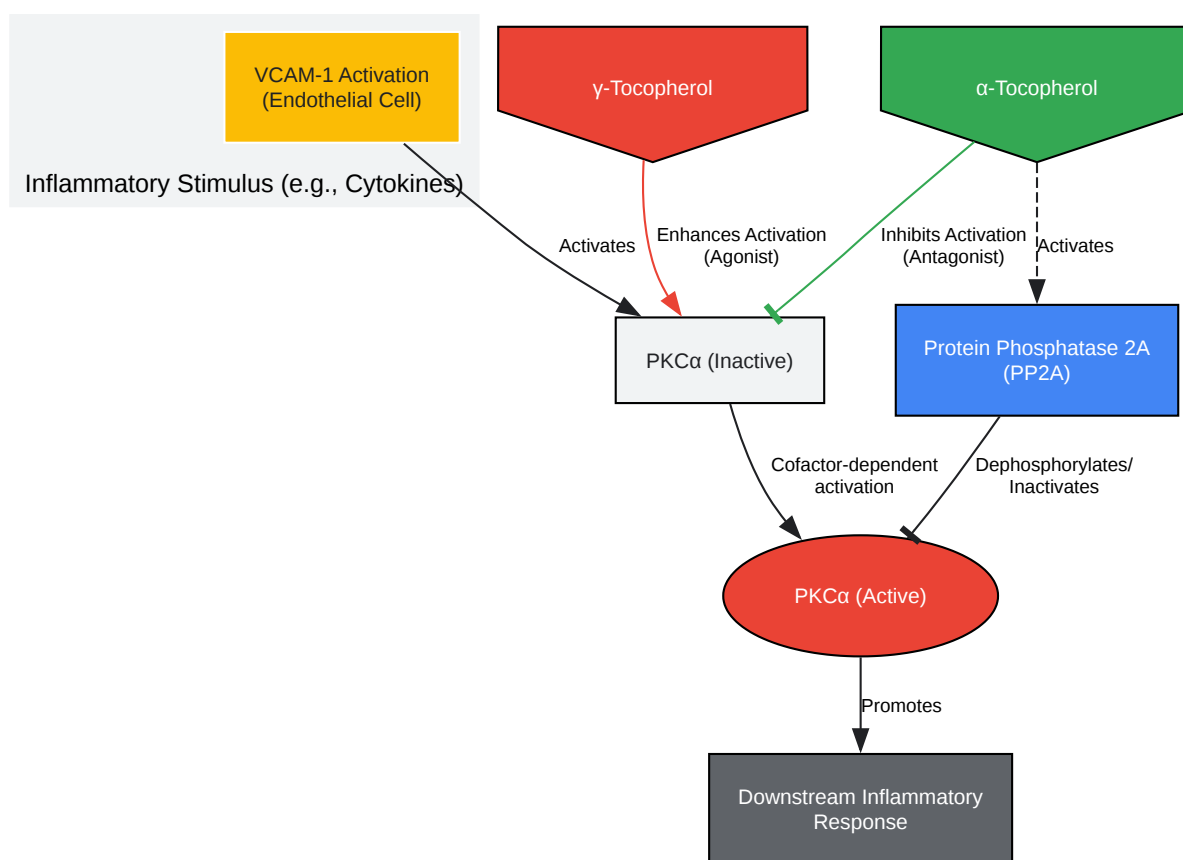 VCAM-1 Activation
(Endothelial Cell)
Inflammatory Stimulus (e.g., Cytokines)
γ-Tocopherol
α-Tocopherol
Activates
Enhances Activation
(Agonist)
Inhibits Activation
(Antagonist)
Activates
PKCα (Inactive)
Protein Phosphatase 2A
(PP2A)
Cofactor-dependent
activation
Dephosphorylates/
Inactivates
PKCα (Active)
Promotes
Downstream Inflammatory
Response